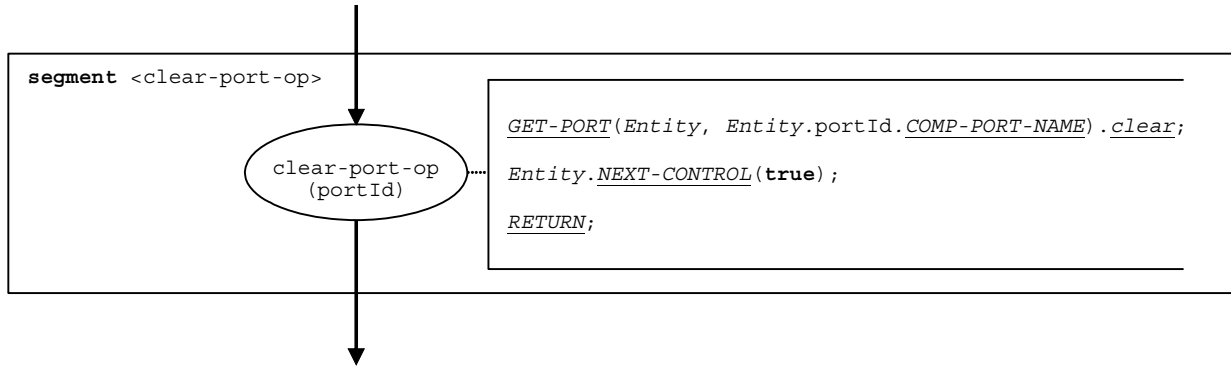 segment <clear-port-op>
clear-port-op
(portId)
GET-PORT(Entity, Entity.portId.COMP-PORT-NAME).clear;
Entity.NEXT-CONTROL(true);
RETURN;